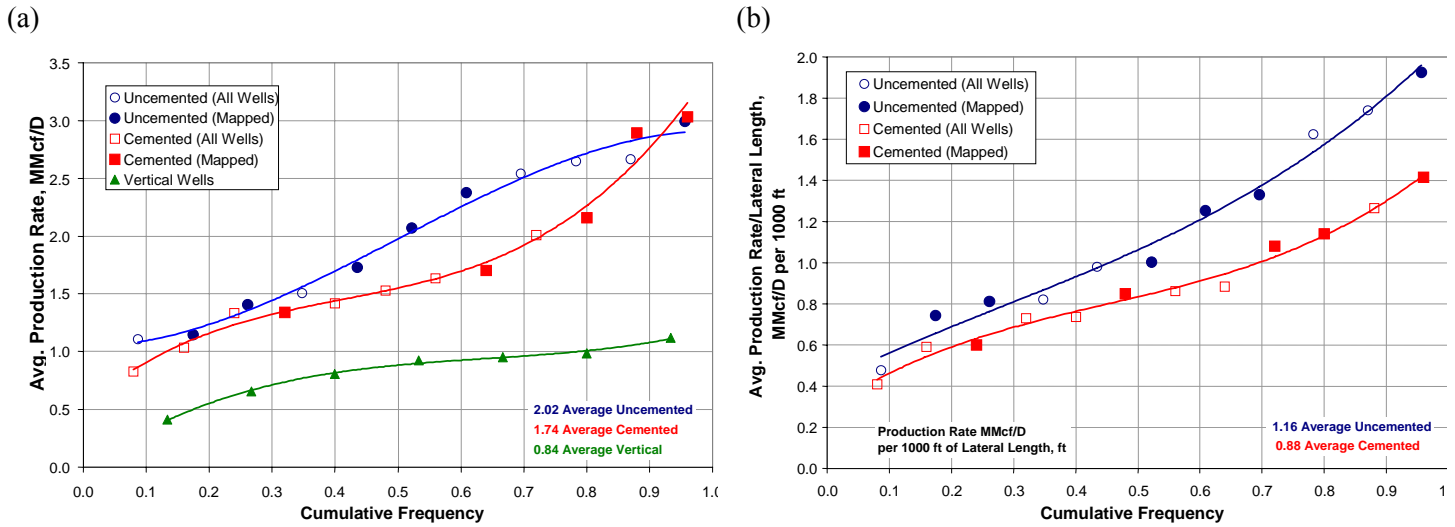 (a)
Avg. Production Rate, MMcf/D
3.5
3.0
2.5
2.0
1.5
1.0
0.5
0.0
Uncemented (All Wells)
Uncemented (Mapped)
Cemented (All Wells)
Cemented (Mapped)
Vertical Wells
2.02 Average Uncemented
1.74 Average Cemented
0.84 Average Vertical
0.0 0.1 0.2 0.3 0.4 0.5 0.6 0.7 0.8 0.9 1.0
Cumulative Frequency
(b)
Avg. Production Rate/Lateral Length,
MMcf/D per 1000 ft
2.0
1.8
1.6
1.4
1.2
1.0
0.8
0.6
0.4
0.2
0.0
Uncemented (All Wells)
Uncemented (Mapped)
Cemented (All Wells)
Cemented (Mapped)
Production Rate MMcf/D
per 1000 ft of Lateral Length, ft
1.16 Average Uncemented
0.88 Average Cemented
0.0 0.1 0.2 0.3 0.4 0.5 0.6 0.7 0.8 0.9
Cumulative Frequency